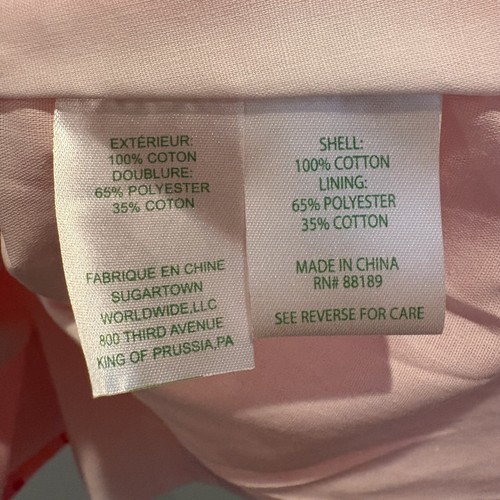 EXTÉRIEUR:
100% COTON
DOUBLURE:
65% POLYESTER
35% COTON
FABRIQUE EN CHINE
SUGARTOWN
WORLDWIDE,LLC
800 THIRD AVENUE
KING OF PRUSSIA,PA
SHELL:
100% COTTON
LINING:
65% POLYESTER
35% COTTON
MADE IN CHINA
RN# 88189
SEE REVERSE FOR CARE